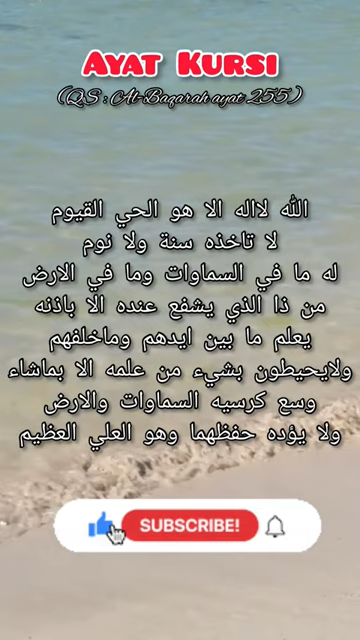 Ayat Kursi
(QS : Al-Baqarah ayat 255)
الله لااله الا هو الحي القيوم
لا تاخذه سنة ولا نوم
له ما في السماوات وما في الارض
من ذا الذي يشفع عنده الا باذنه
يعلم ما بين ايدهم وماخلفهم
ولايحيطون بشيء من علمه الا بماشاء
وسع كرسيه السماوات والارض
ولا يؤده حفظهما وهو العلي العظيم
SUBSCRIBE!